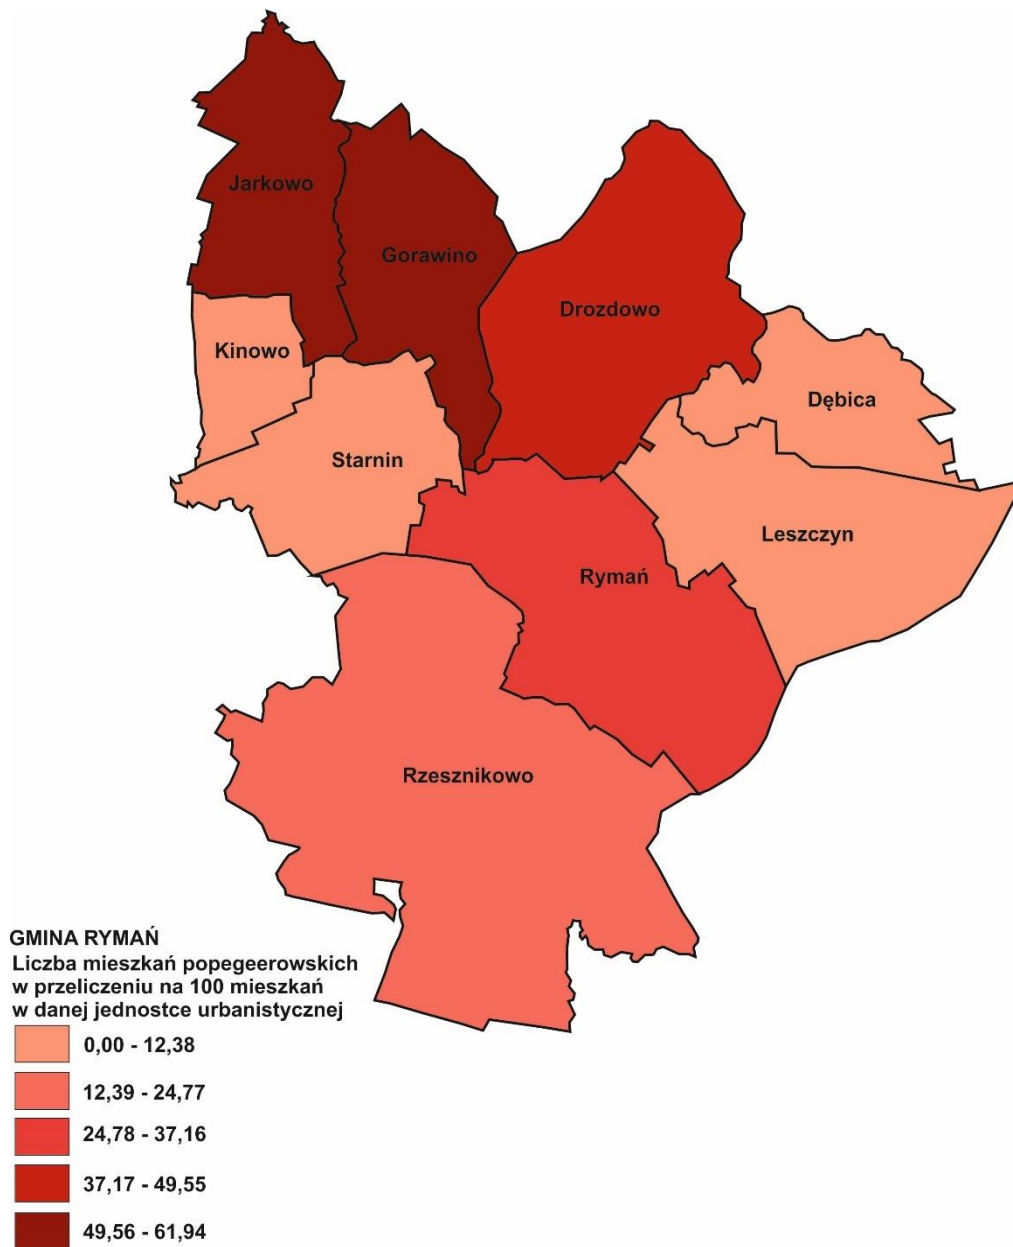 Jarkowo
Gorawino
Drozdowo
Kinowo
Dębica
Starnin
Leszczyn
Rymań
Rzesznikowo
GMINA RYMAŃ
Liczba mieszkań popegeerowskich
w przeliczeniu na 100 mieszkań
w danej jednostce urbanistycznej
0,00 - 12,38
12,39 - 24,77
24,78 - 37,16
37,17 - 49,55
49,56 - 61,94